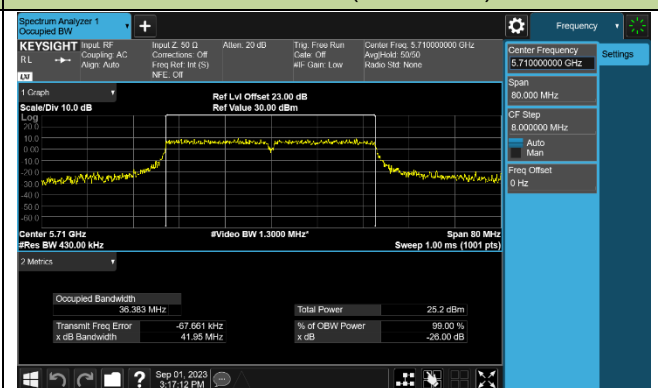 Spectrum Analyzer 1
Occupied BW
+
Frequency
KEYSIGHT
R L
LXI
Input: RF
Coupling: AC
Align: Auto
Input Z: 50 Ω
Corrections: Off
Freq Ref: Int (S)
NFE: Off
Atten: 20 dB
Trig: Free Run
Gate: Off
#IF Gain: Low
Center Freq: 5.710000000 GHz
Avg|Hold: 50/50
Radio Std: None
Center Frequency
5.710000000 GHz
Settings
Span
80.000 MHz
CF Step
8.000000 MHz
Auto
Man
Freq Offset
0 Hz
1 Graph
Scale/Div 10.0 dB
Ref Lvl Offset 23.00 dB
Ref Value 30.00 dBm
Log
20.0
10.0
0.00
-10.0
-20.0
-30.0
-40.0
-50.0
-60.0
Center 5.71 GHz
#Video BW 1.3000 MHz*
Span 80 MHz
#Res BW 430.00 kHz
Sweep 1.00 ms (1001 pts)
2 Metrics
Occupied Bandwidth
36.383 MHz
Total Power 25.2 dBm
Transmit Freq Error -67.661 kHz
% of OBW Power 99.00 %
x dB Bandwidth 41.95 MHz
x dB -26.00 dB
?
Sep 01, 2023
3:17:12 PM